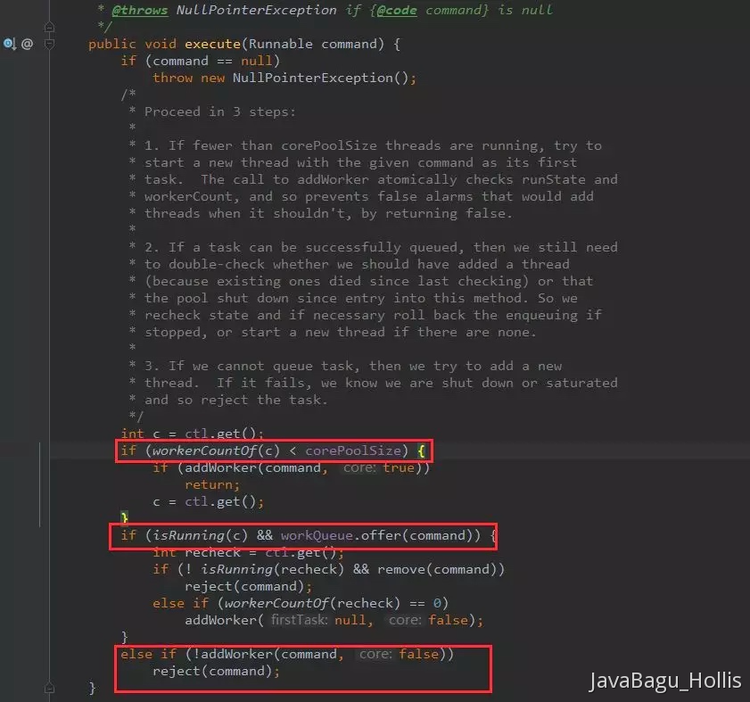 * @throws NullPointerException if {@code command} is null
*/
public void execute(Runnable command) {
if (command == null)
throw new NullPointerException();
/*
* Proceed in 3 steps:
*
* 1. If fewer than corePoolSize threads are running, try to
* start a new thread with the given command as its first
* task.  The call to addWorker atomically checks runState and
* workerCount, and so prevents false alarms that would add
* threads when it shouldn't, by returning false.
*
* 2. If a task can be successfully queued, then we still need
* to double-check whether we should have added a thread
* (because existing ones died since last checking) or that
* the pool shut down since entry into this method. So we
* recheck state and if necessary roll back the enqueuing if
* stopped, or start a new thread if there are none.
*
* 3. If we cannot queue task, then we try to add a new
* thread.  If it fails, we know we are shut down or saturated
* and so reject the task.
*/
int c = ctl.get();
if (workerCountOf(c) < corePoolSize) {
if (addWorker(command, core: true))
return;
c = ctl.get();
}
if (isRunning(c) && workQueue.offer(command)) {
int recheck = ctl.get();
if (! isRunning(recheck) && remove(command))
reject(command);
else if (workerCountOf(recheck) == 0)
addWorker( firstTask: null, core: false);
}
else if (!addWorker(command, core: false))
reject(command);
}
@
JavaBagu_Hollis